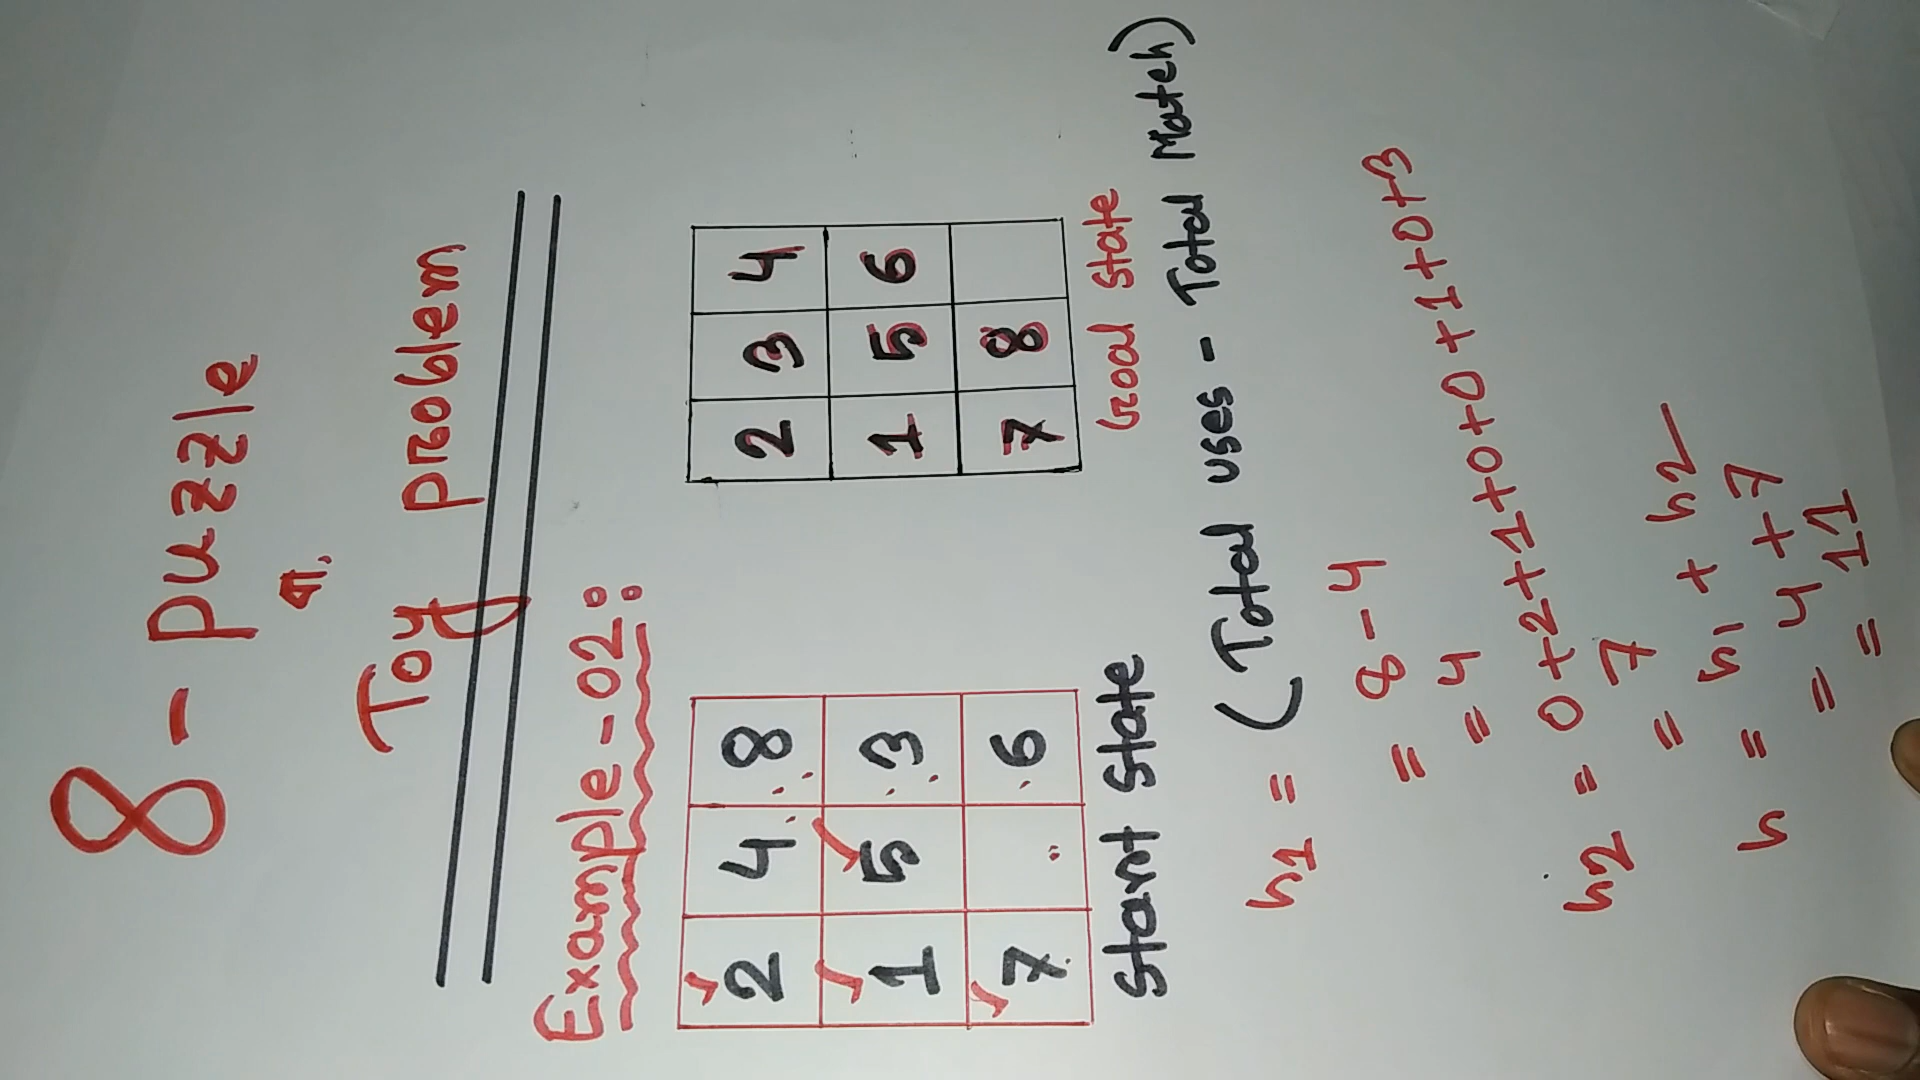 8-puzzle
Toy problem
Example-02:
2 4 8
1 5 3
7 6
Start State
2 3 4
1 5 6
7 8
Goal State
h1 = (Total uses - Total Match)
= 8-4
= 4
h2 = 0+2+1+0+0+1+0+3
= 7
h = h1 + h2
= 4+7
= 11